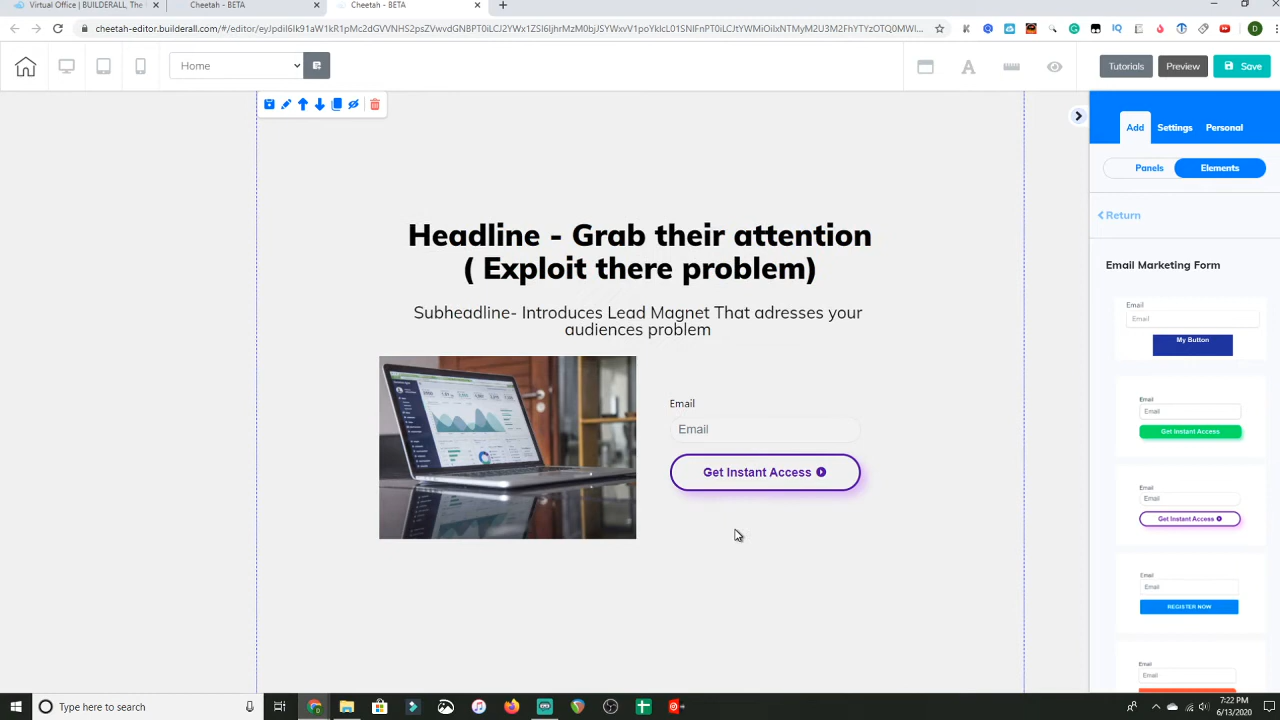 Virtual Office | BUILDERALL, The
Cheetah - BETA
Cheetah - BETA
Home
Tutorials
Preview
Save
Add
Settings
Personal
Panels
Elements
Return
Headline - Grab their attention
( Exploit there problem)
Subheadline- Introduces Lead Magnet That adresses your
audiences problem
Email
Email
Get Instant Access
Email Marketing Form
Email
Email
My Button
Email
Email
Get Instant Access
Email
Email
Get Instant Access
Email
Email
REGISTER NOW
Email
Email
Type here to search
7:22 PM
6/13/2020